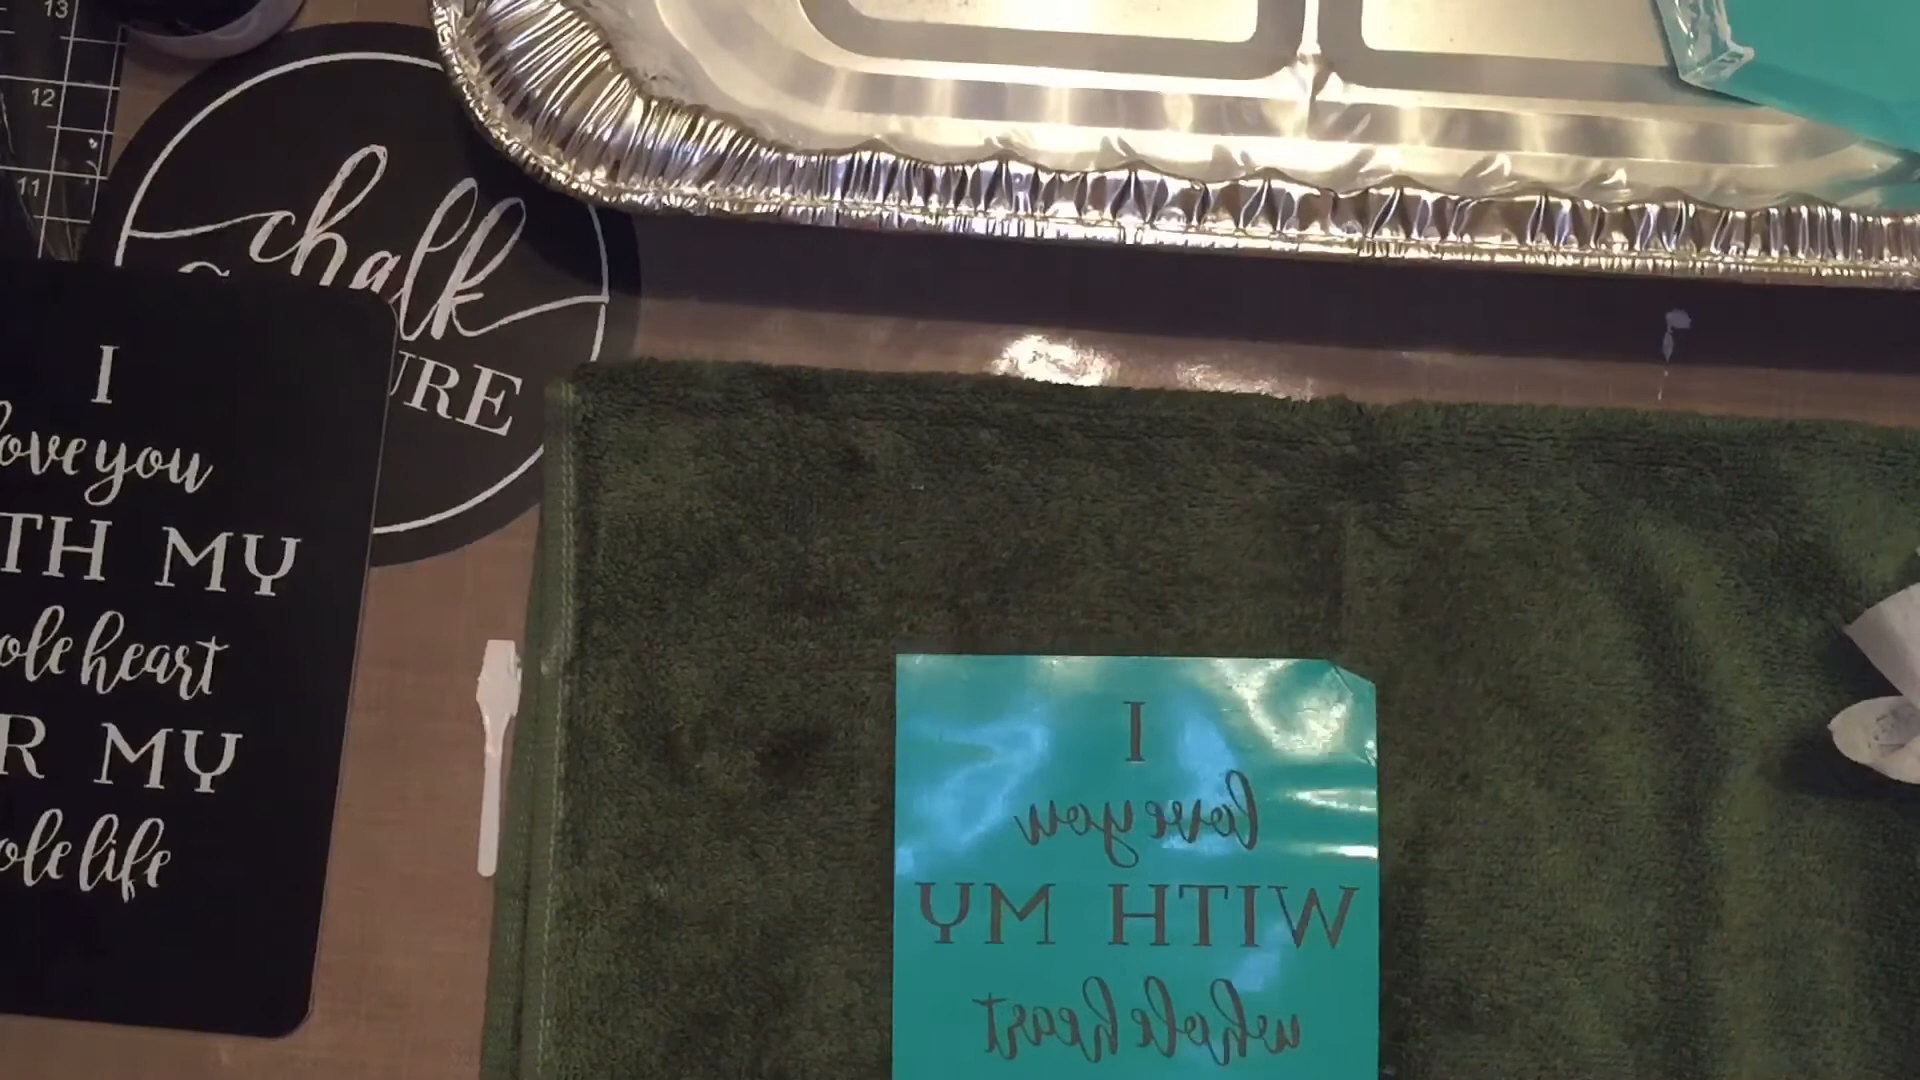 13
12
11
chalk
URE
I
love you
TH MY
ole heart
R MY
ole life
I
love you
WITH MY
whole heart